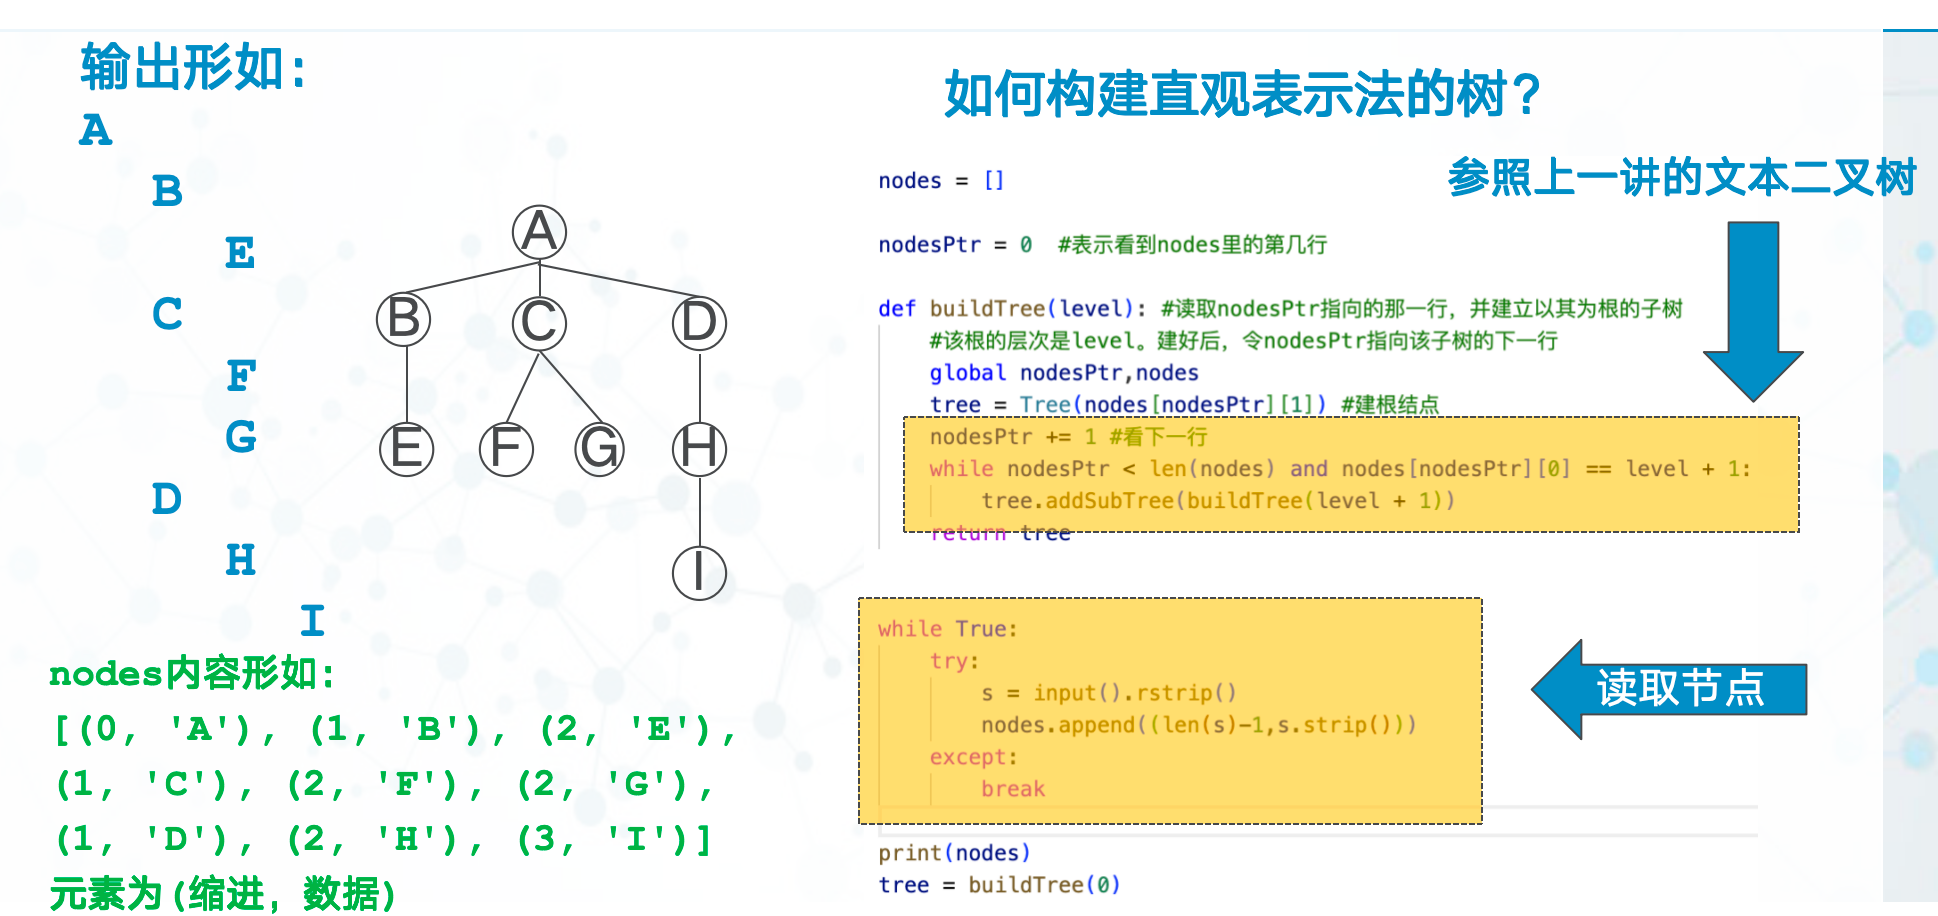 输出形如:
A
B
E
C
F
G
D
H
I
nodes内容形如:
[(0, 'A'), (1, 'B'), (2, 'E'),
(1, 'C'), (2, 'F'), (2, 'G'),
(1, 'D'), (2, 'H'), (3, 'I')]
元素为(缩进, 数据)
A
B C D
E F G H
I
如何构建直观表示法的树?
参照上一讲的文本二叉树
nodes = []
nodesPtr = 0  #表示看到nodes里的第几行
def buildTree(level): #读取nodesPtr指向的那一行, 并建立以其为根的子树
    #该根的层次是level。建好后, 令nodesPtr指向该子树的下一行
    global nodesPtr,nodes
    tree = Tree(nodes[nodesPtr][1]) #建根结点
    nodesPtr += 1 #看下一行
    while nodesPtr < len(nodes) and nodes[nodesPtr][0] == level + 1:
        tree.addSubTree(buildTree(level + 1))
    return tree
while True:
    try:
        s = input().rstrip()
        nodes.append((len(s)-1,s.strip()))
    except:
        break
读取节点
print(nodes)
tree = buildTree(0)